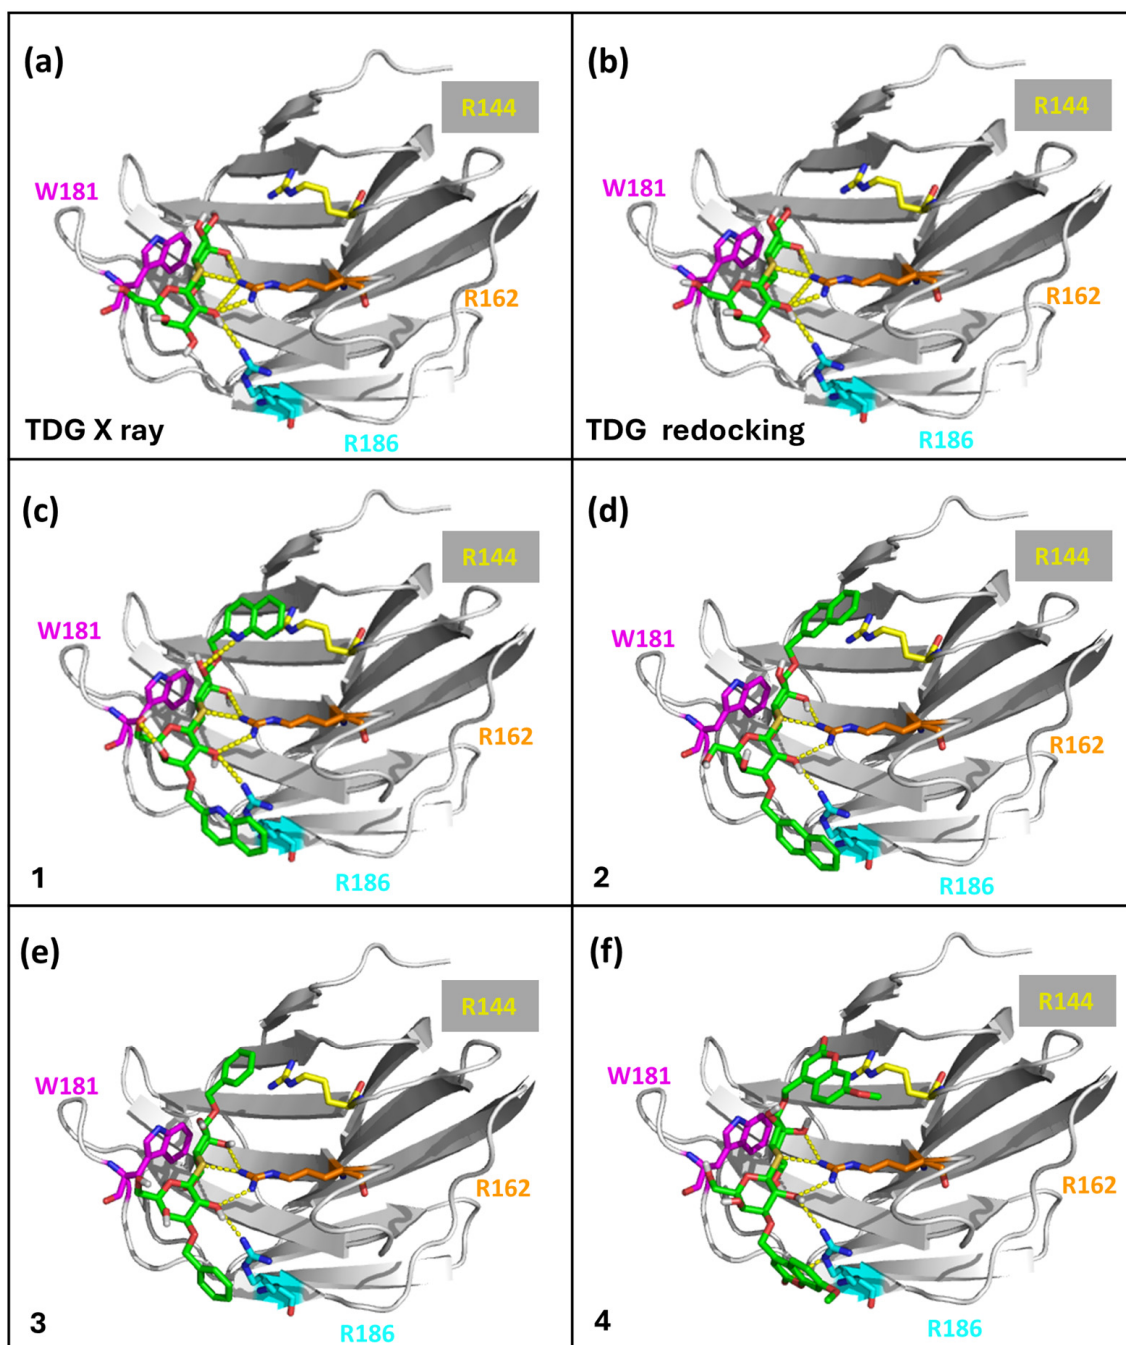 (a)
R144
W181
R162
TDG X ray
R186
(b)
R144
W181
R162
TDG redocking
R186
(c)
R144
W181
R162
1
R186
(d)
R144
W181
R162
2
R186
(e)
R144
W181
R162
3
R186
(f)
R144
W181
R162
4
R186